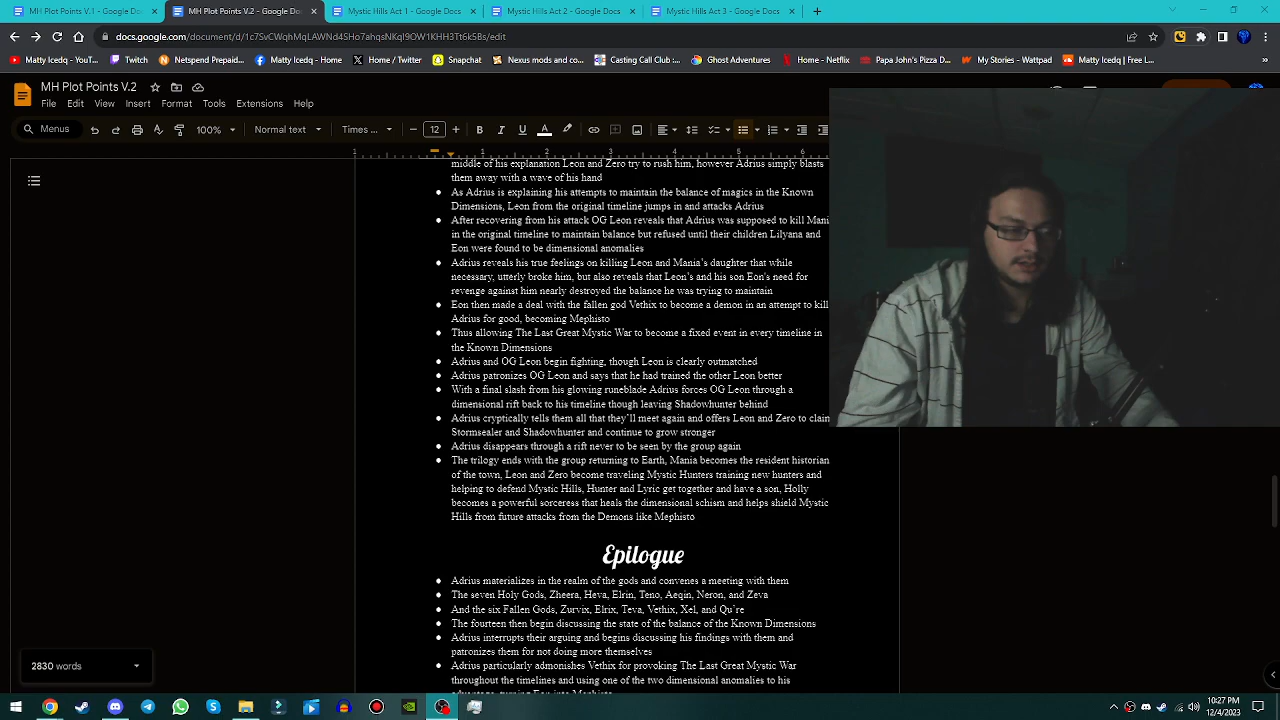 MH Plot Points V.1 - Google Docs
MH Plot Points V.2 - Google Docs
Mystic Hills Act 1 - Google Docs
Mystic Hills Act 2 - Google Docs
Mystic Hills Act 3 - Google Docs
Matty Icedq - YouT...
Twitch
Netspend Prepaid...
Matty Icedq - Home
Home / Twitter
Snapchat
Nexus mods and co...
Casting Call Club...
Ghost Adventures
Home - Netflix
Papa John's Pizza D...
My Stories - Wattpad
Matty Icedq | Free L...
MH Plot Points V.2
File Edit View Insert Format Tools Extensions Help
Menus
100%
Normal text
Times ...
12
1 1 2 3 4 5 6
middle of his explanation Leon and Zero try to rush him, however Adrius simply blasts
them away with a wave of his hand
As Adrius is explaining his attempts to maintain the balance of magics in the Known
Dimensions, Leon from the original timeline jumps in and attacks Adrius
After recovering from his attack OG Leon reveals that Adrius was supposed to kill Mani
in the original timeline to maintain balance but refused until their children Lilyana and
Eon were found to be dimensional anomalies
Adrius reveals his true feelings on killing Leon and Mania's daughter that while
necessary, utterly broke him, but also reveals that Leon's and his son Eon's need for
revenge against him nearly destroyed the balance he was trying to maintain
Eon then made a deal with the fallen god Vethix to become a demon in an attempt to kill
Adrius for good, becoming Mephisto
Thus allowing The Last Great Mystic War to become a fixed event in every timeline in
the Known Dimensions
Adrius and OG Leon begin fighting, though Leon is clearly outmatched
Adrius patronizes OG Leon and says that he had trained the other Leon better
With a final slash from his glowing runeblade Adrius forces OG Leon through a
dimensional rift back to his timeline though leaving Shadowhunter behind
Adrius cryptically tells them all that they'll meet again and offers Leon and Zero to claim
Stormsealer and Shadowhunter and continue to grow stronger
Adrius disappears through a rift never to be seen by the group again
The trilogy ends with the group returning to Earth, Mania becomes the resident historian
of the town, Leon and Zero become traveling Mystic Hunters training new hunters and
helping to defend Mystic Hills, Hunter and Lyric get together and have a son, Holly
becomes a powerful sorceress that heals the dimensional schism and helps shield Mystic
Hills from future attacks from the Demons like Mephisto
Epilogue
Adrius materializes in the realm of the gods and convenes a meeting with them
The seven Holy Gods, Zheera, Heva, Elrin, Teno, Aeqin, Neron, and Zeva
And the six Fallen Gods, Zurvix, Elrix, Teva, Vethix, Xel, and Qu're
The fourteen then begin discussing the state of the balance of the Known Dimensions
Adrius interrupts their arguing and begins discussing his findings with them and
patronizes them for not doing more themselves
Adrius particularly admonishes Vethix for provoking The Last Great Mystic War
throughout the timelines and using one of the two dimensional anomalies to his
advantage, turning Eon into Mephisto
2830 words
10:27 PM
12/4/2023